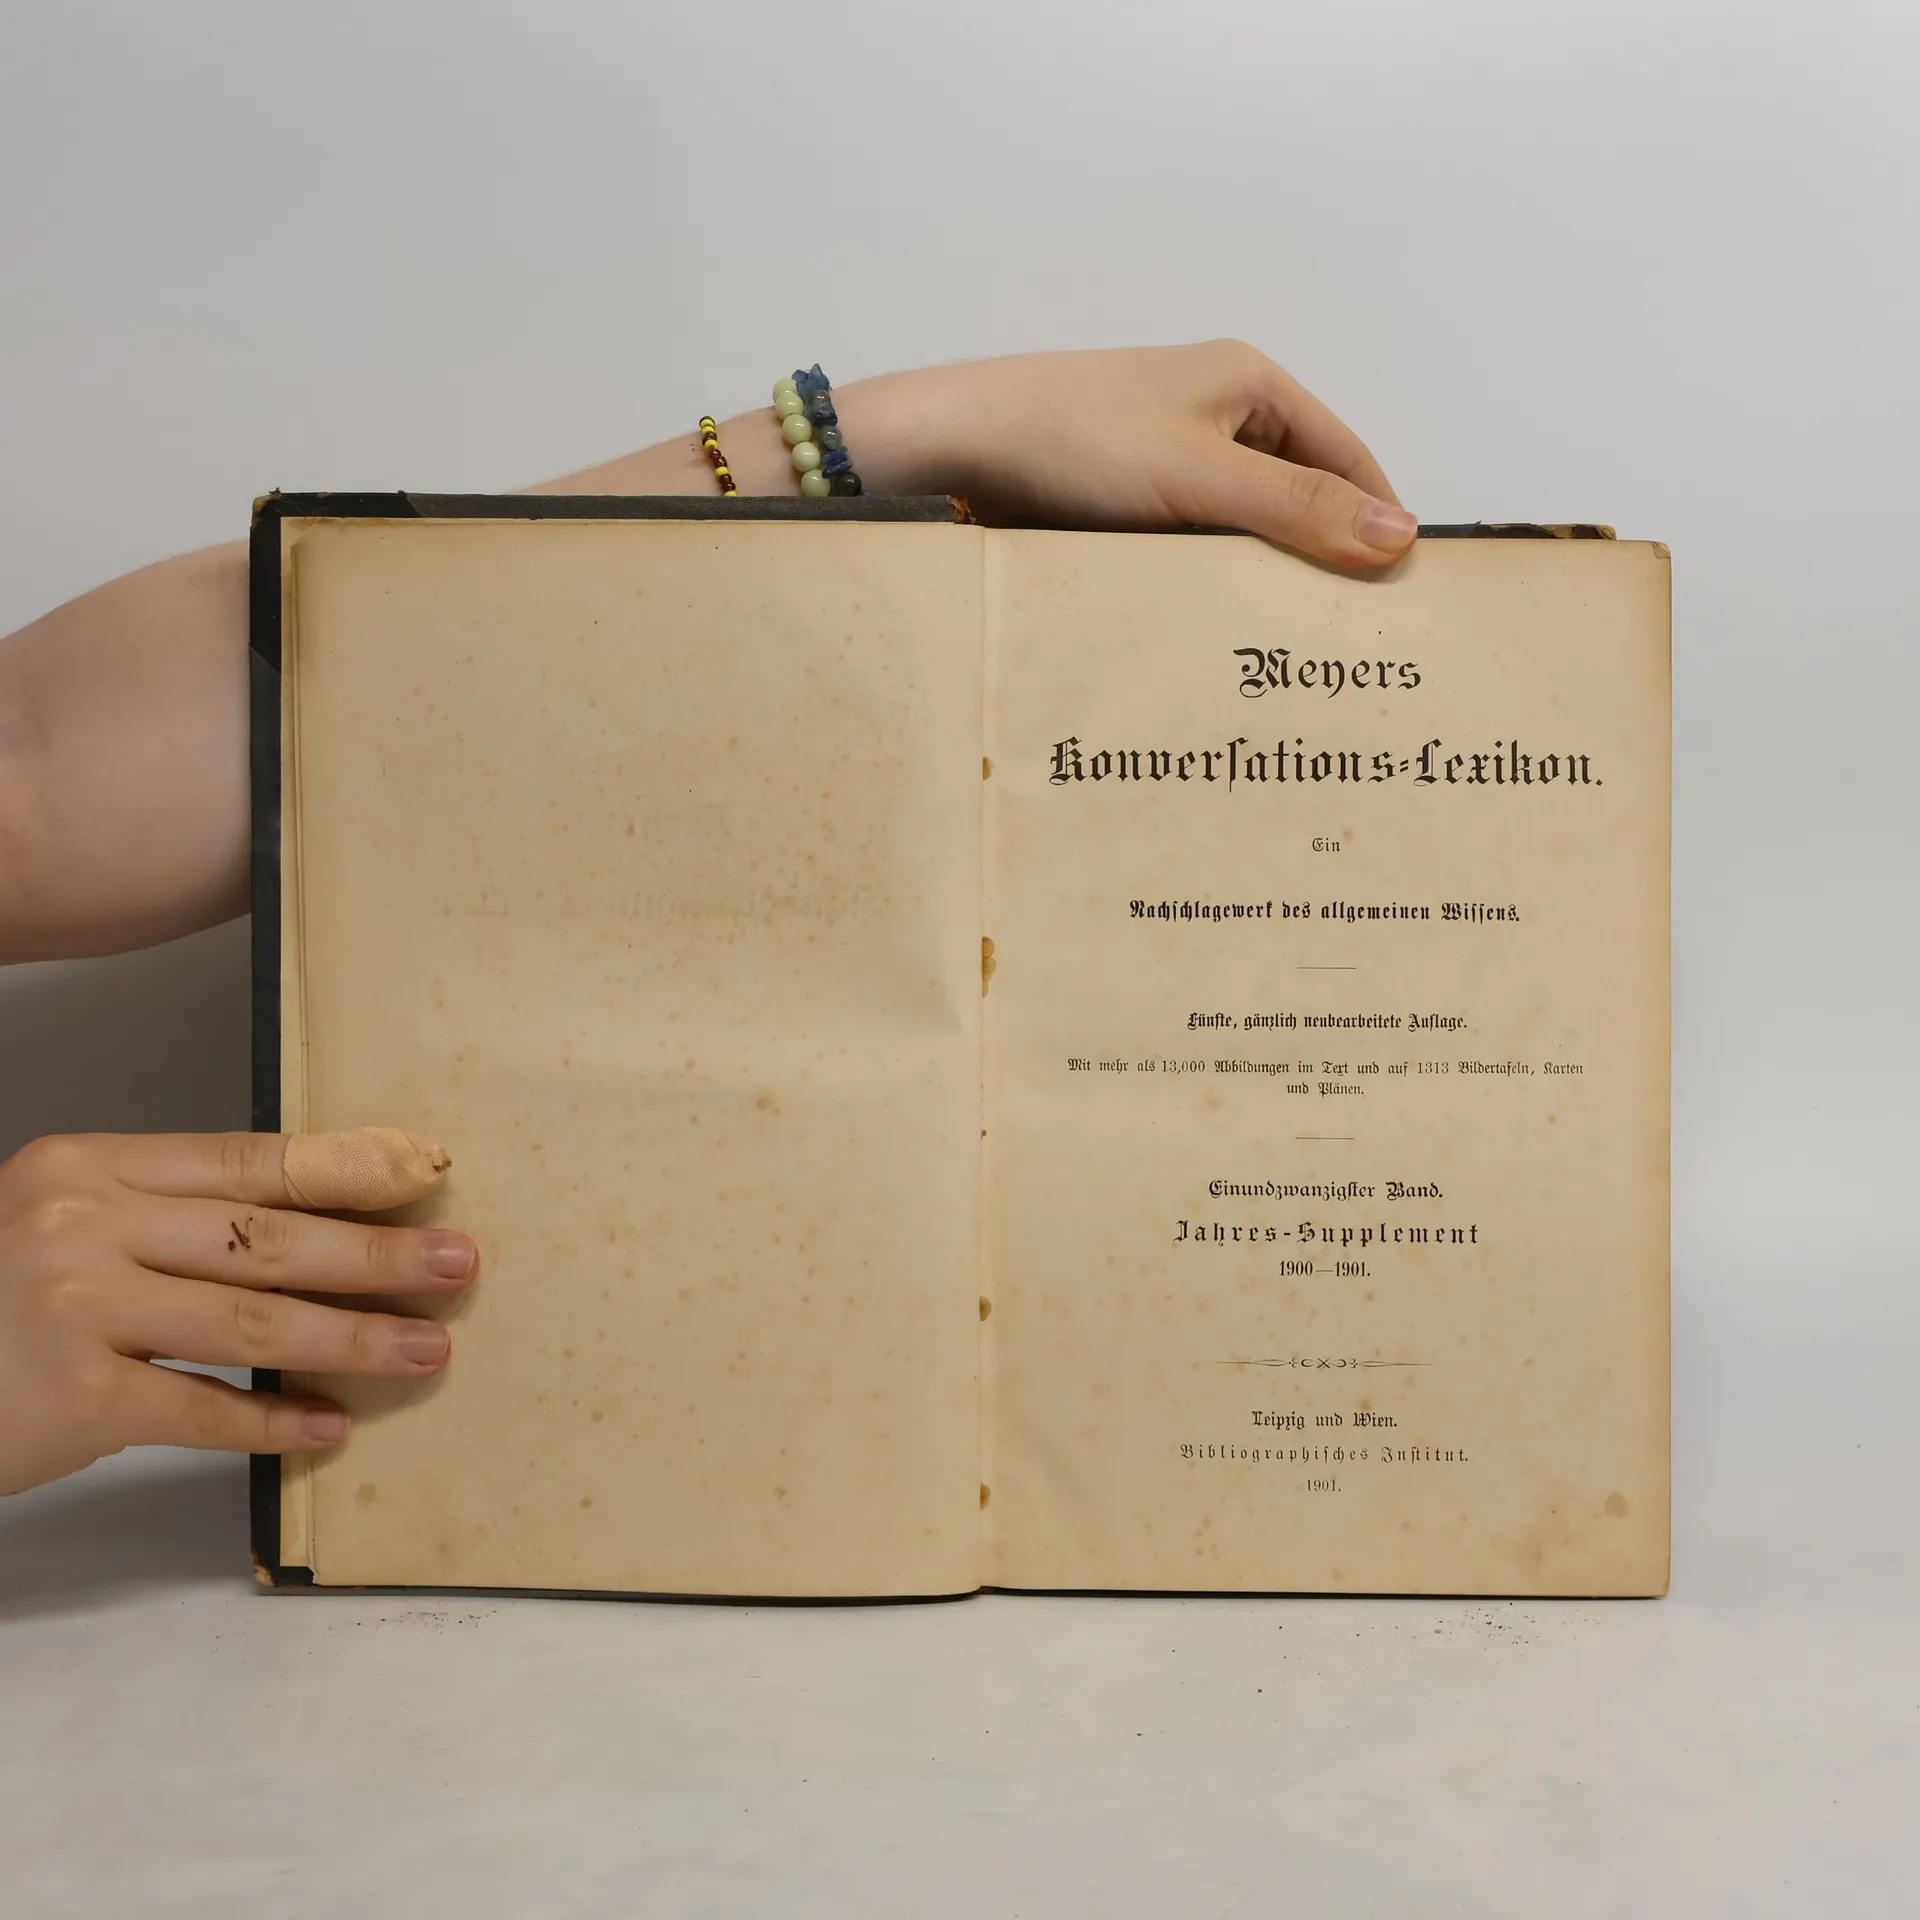 Meyers
Konverſations-Lexikon.
Ein
Nachſchlagewerk des allgemeinen Wiſſens.
Fünfte, gänzlich neubearbeitete Auflage.
Mit mehr als 13,000 Abbildungen im Text und auf 1313 Bildertafeln, Karten
und Plänen.
Einundzwanzigſter Band.
Jahres-Supplement
1900—1901.
Leipzig und Wien.
Bibliographiſches Inſtitut.
1901.